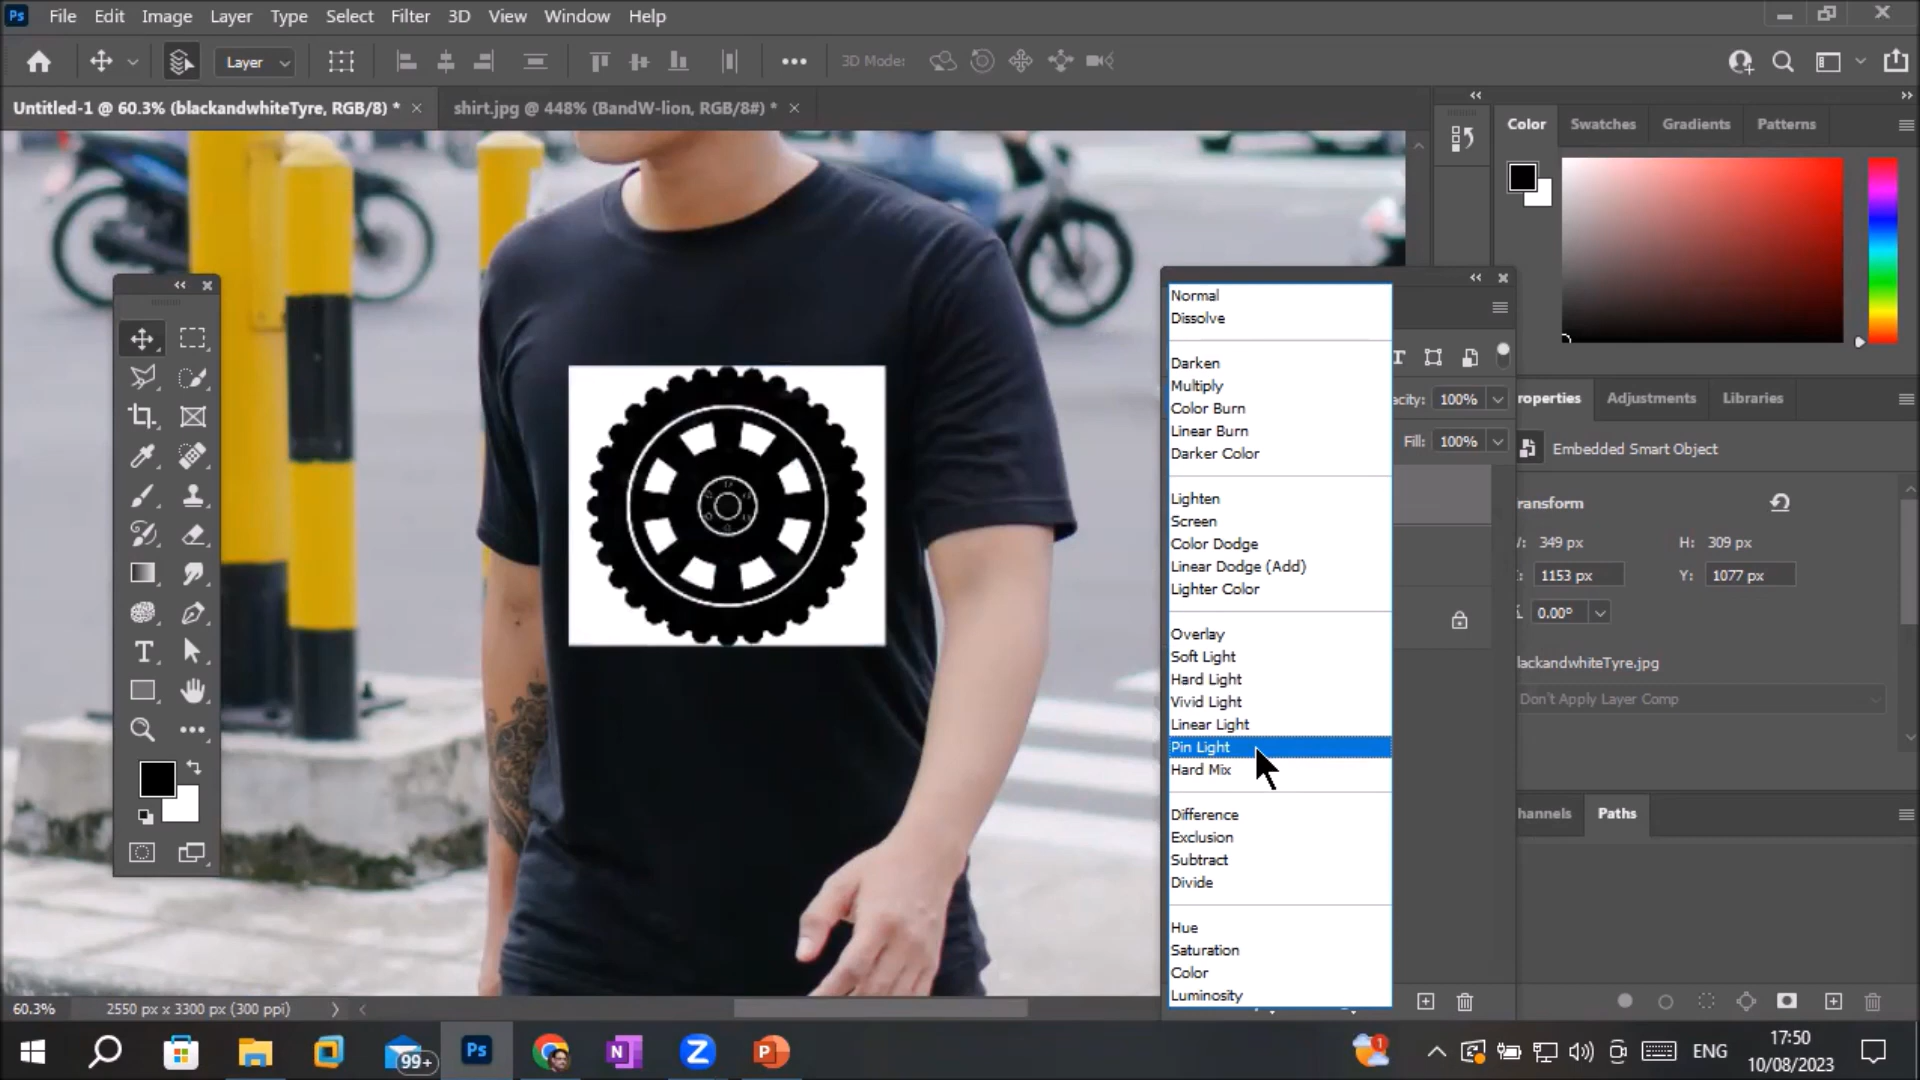 Ps File Edit Image Layer Type Select Filter 3D View Window Help
Layer 3D Mode:
Untitled-1 @ 60.3% (blackandwhiteTyre, RGB/8) * × shirt.jpg @ 448% (BandW-lion, RGB/8#) * ×
Color Swatches Gradients Patterns
Normal
Dissolve
Darken
Multiply
Color Burn
Linear Burn
Darker Color
Lighten
Screen
Color Dodge
Linear Dodge (Add)
Lighter Color
Overlay
Soft Light
Hard Light
Vivid Light
Linear Light
Pin Light
Hard Mix
Difference
Exclusion
Subtract
Divide
Hue
Saturation
Color
Luminosity
acity: 100%
Fill: 100%
roperties Adjustments Libraries
Embedded Smart Object
ransform
349 px H: 309 px
1153 px Y: 1077 px
0.00°
lackandwhiteTyre.jpg
Don't Apply Layer Comp
hannels Paths
60.3% 2550 px x 3300 px (300 ppi)
99+ Ps N Z P 1 ENG 17:50
10/08/2023